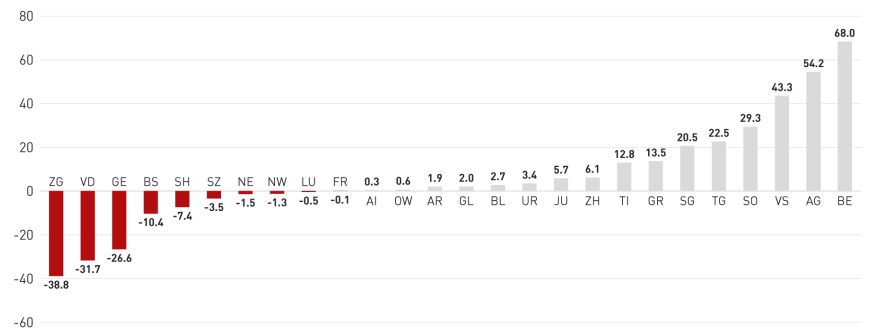 80
60
40
20
0
-20
-40
-60
ZG VD GE BS SH SZ NE NW LU FR
-38.8 -31.7 -26.6 -10.4 -7.4 -3.5 -1.5 -1.3 -0.5 -0.1
0.3 0.6 1.9 2.0 2.7 3.4 5.7 6.1 12.8 13.5 20.5 22.5 29.3 43.3 54.2 68.0
AI OW AR GL BL UR JU ZH TI GR SG TG SO VS AG BE